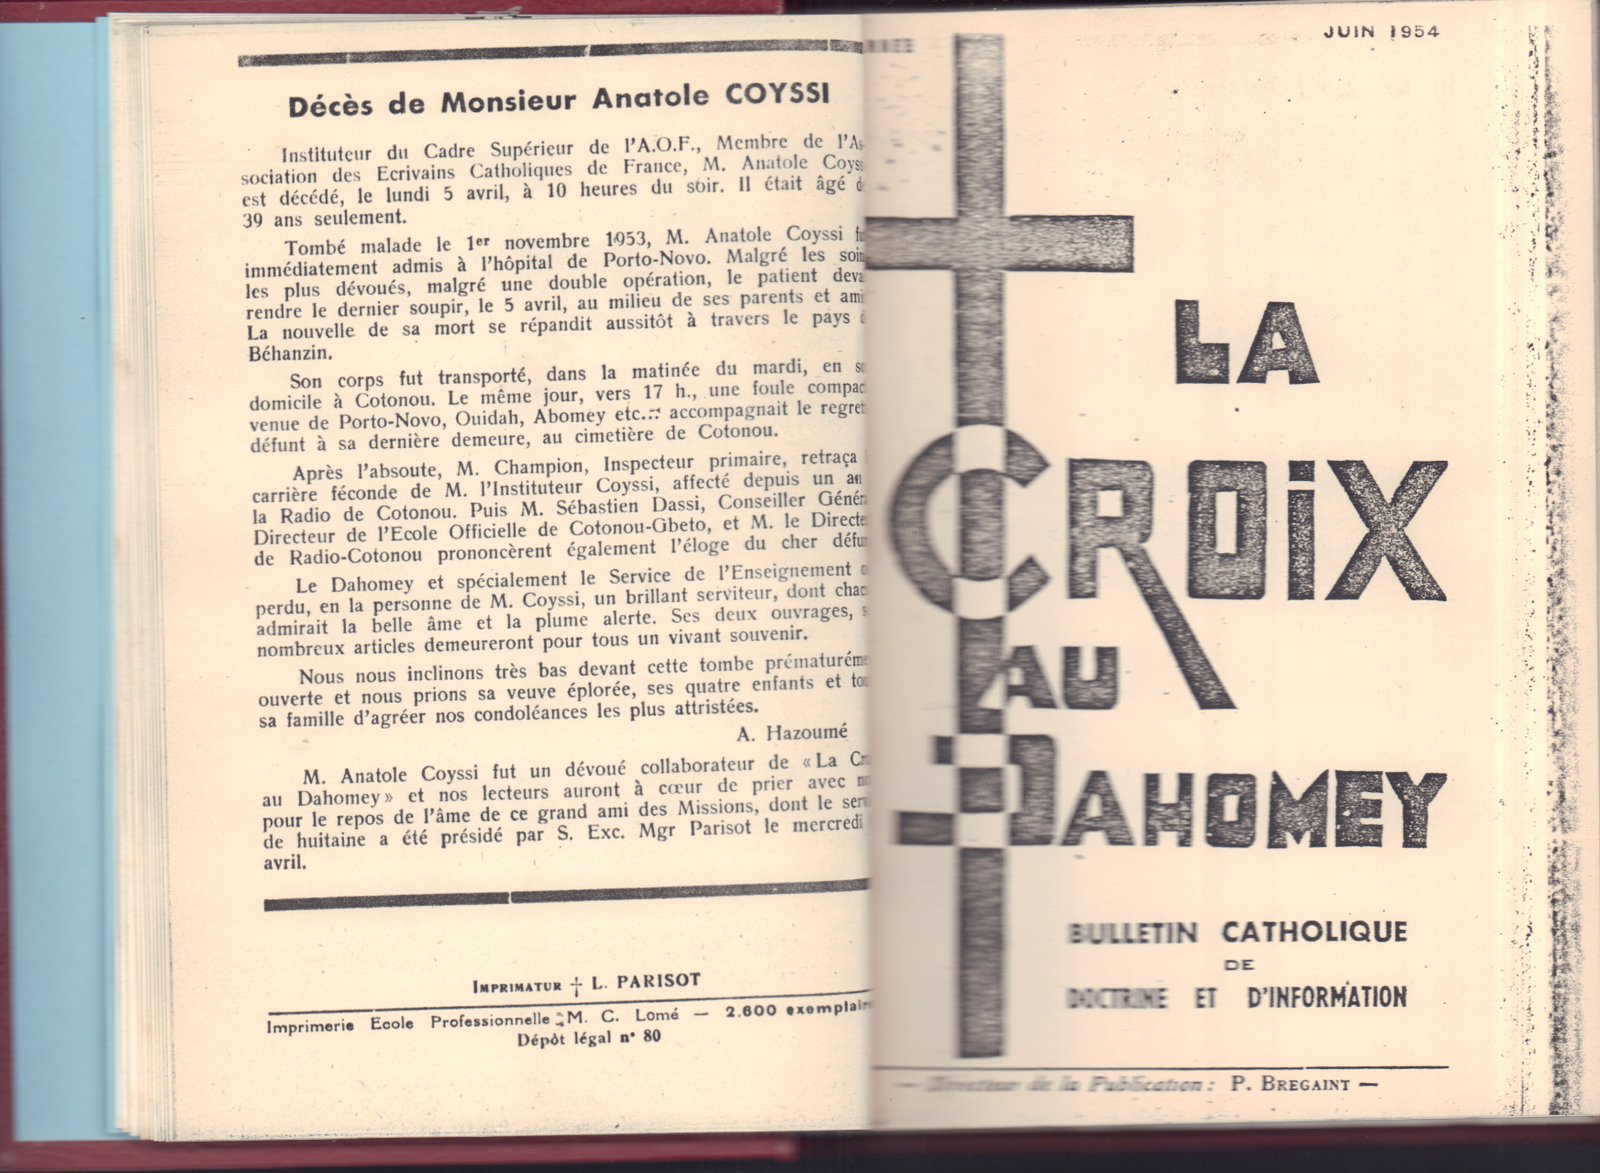 Décès de Monsieur Anatole COYSSI
Instituteur du Cadre Supérieur de l'A.O.F., Membre de l'As-
sociation des Ecrivains Catholiques de France, M. Anatole Coyssi
est décédé, le lundi 5 avril, à 10 heures du soir. Il était âgé de
39 ans seulement.
Tombé malade le 1er novembre 1953, M. Anatole Coyssi
immédiatement admis à l'hôpital de Porto-Novo. Malgré les soins
les plus dévoués, malgré une double opération, le patient
rendre le dernier soupir, le 5 avril, au milieu de ses parents et
La nouvelle de sa mort se répandit aussitôt à travers le pays
Béhanzin.
Son corps fut transporté, dans la matinée du mardi, en
domicile à Cotonou. Le même jour, vers 17 h., une foule
venue de Porto-Novo, Ouidah, Abomey etc... accompagnait le
défunt à sa dernière demeure, au cimetière de Cotonou.
Après l'absoute, M. Champion, Inspecteur primaire, retraça
carrière féconde de M. l'Instituteur Coyssi, affecté depuis un an
la Radio de Cotonou. Puis M. Sébastien Dassi, Conseiller
Directeur de l'Ecole Officielle de Cotonou-Gbeto, et M. le
de Radio-Cotonou prononcèrent également l'éloge du cher
Le Dahomey et spécialement le Service de l'Enseignement
perdu, en la personne de M. Coyssi, un brillant serviteur, dont
admirait la belle âme et la plume alerte. Ses deux ouvrages,
nombreux articles demeureront pour tous un vivant souvenir.
Nous nous inclinons très bas devant cette tombe
ouverte et nous prions sa veuve éplorée, ses quatre enfants et
sa famille d'agréer nos condoléances les plus attristées.
A. Hazoumé
M. Anatole Coyssi fut un dévoué collaborateur de « La
au Dahomey » et nos lecteurs auront à cœur de prier avec
pour le repos de l'âme de ce grand ami des Missions, dont le
de huitaine a été présidé par S. Exc. Mgr Parisot le mercredi
avril.
IMPRIMATUR † L. PARISOT
Imprimerie Ecole Professionnelle M. C. Lomé — 2.600
Dépôt légal n° 80
JUIN 1954
LA
CROIX
AU
DAHOMEY
BULLETIN CATHOLIQUE
DE
DOCTRINE ET D'INFORMATION
— Directeur de la Publication : P. BREGAINT —